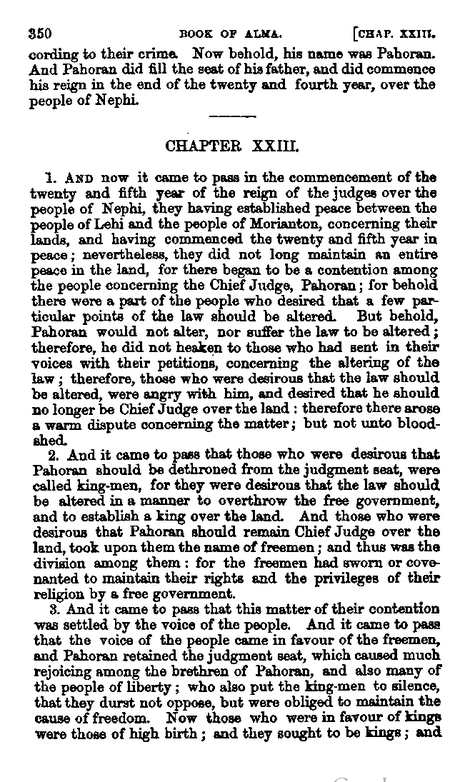 350 BOOK OF ALMA. [CHAP. XXIII.
cording to their crime. Now behold, his name was Pahoran.
And Pahoran did fill the seat of his father, and did commence
his reign in the end of the twenty and fourth year, over the
people of Nephi.
CHAPTER XXIII.
1. AND now it came to pass in the commencement of the
twenty and fifth year of the reign of the judges over the
people of Nephi, they having established peace between the
people of Lehi and the people of Morianton, concerning their
lands, and having commenced the twenty and fifth year in
peace; nevertheless, they did not long maintain an entire
peace in the land, for there began to be a contention among
the people concerning the Chief Judge, Pahoran; for behold
there were a part of the people who desired that a few par-
ticular points of the law should be altered. But behold,
Pahoran would not alter, nor suffer the law to be altered;
therefore, he did not heaken to those who had sent in their
voices with their petitions, concerning the altering of the
law; therefore, those who were desirous that the law should
be altered, were angry with him, and desired that he should
no longer be Chief Judge over the land: therefore there arose
a warm dispute concerning the matter; but not unto blood-
shed.
2. And it came to pass that those who were desirous that
Pahoran should be dethroned from the judgment seat, were
called king-men, for they were desirous that the law should
be altered in a manner to overthrow the free government,
and to establish a king over the land. And those who were
desirous that Pahoran should remain Chief Judge over the
land, took upon them the name of freemen; and thus was the
division among them: for the freemen had sworn or cove-
nanted to maintain their rights and the privileges of their
religion by a free government.
3. And it came to pass that this matter of their contention
was settled by the voice of the people. And it came to pass
that the voice of the people came in favour of the freemen,
and Pahoran retained the judgment seat, which caused much
rejoicing among the brethren of Pahoran, and also many of
the people of liberty; who also put the king-men to silence,
that they durst not oppose, but were obliged to maintain the
cause of freedom. Now those who were in favour of kings
were those of high birth; and they sought to be kings; and